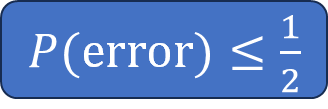 P(error) ≤ 1/2